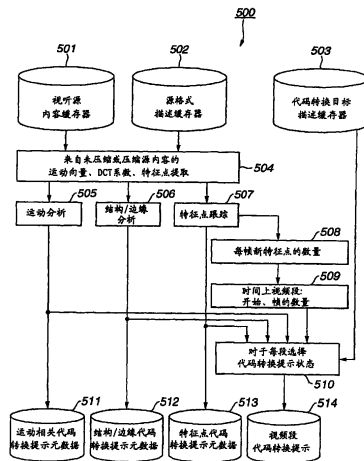 500
501
502
503
视听源
内容缓存器
源格式
描述缓存器
代码转换目标
描述缓存器
来自未压缩或压缩源内容的
运动向量、DCT系数、特征点提取
504
505
506
507
运动分析
结构/边缘
分析
特征点跟踪
508
每帧新特征点的数量
509
时间上视频段:
开始、帧的数量
对于每段选择
代码转换提示状态
510
511
512
513
514
运动相关代码
转换提示元数据
结构/边缘代码
转换提示元数据
特征点代码
转换提示元数据
视频段
代码转换提示